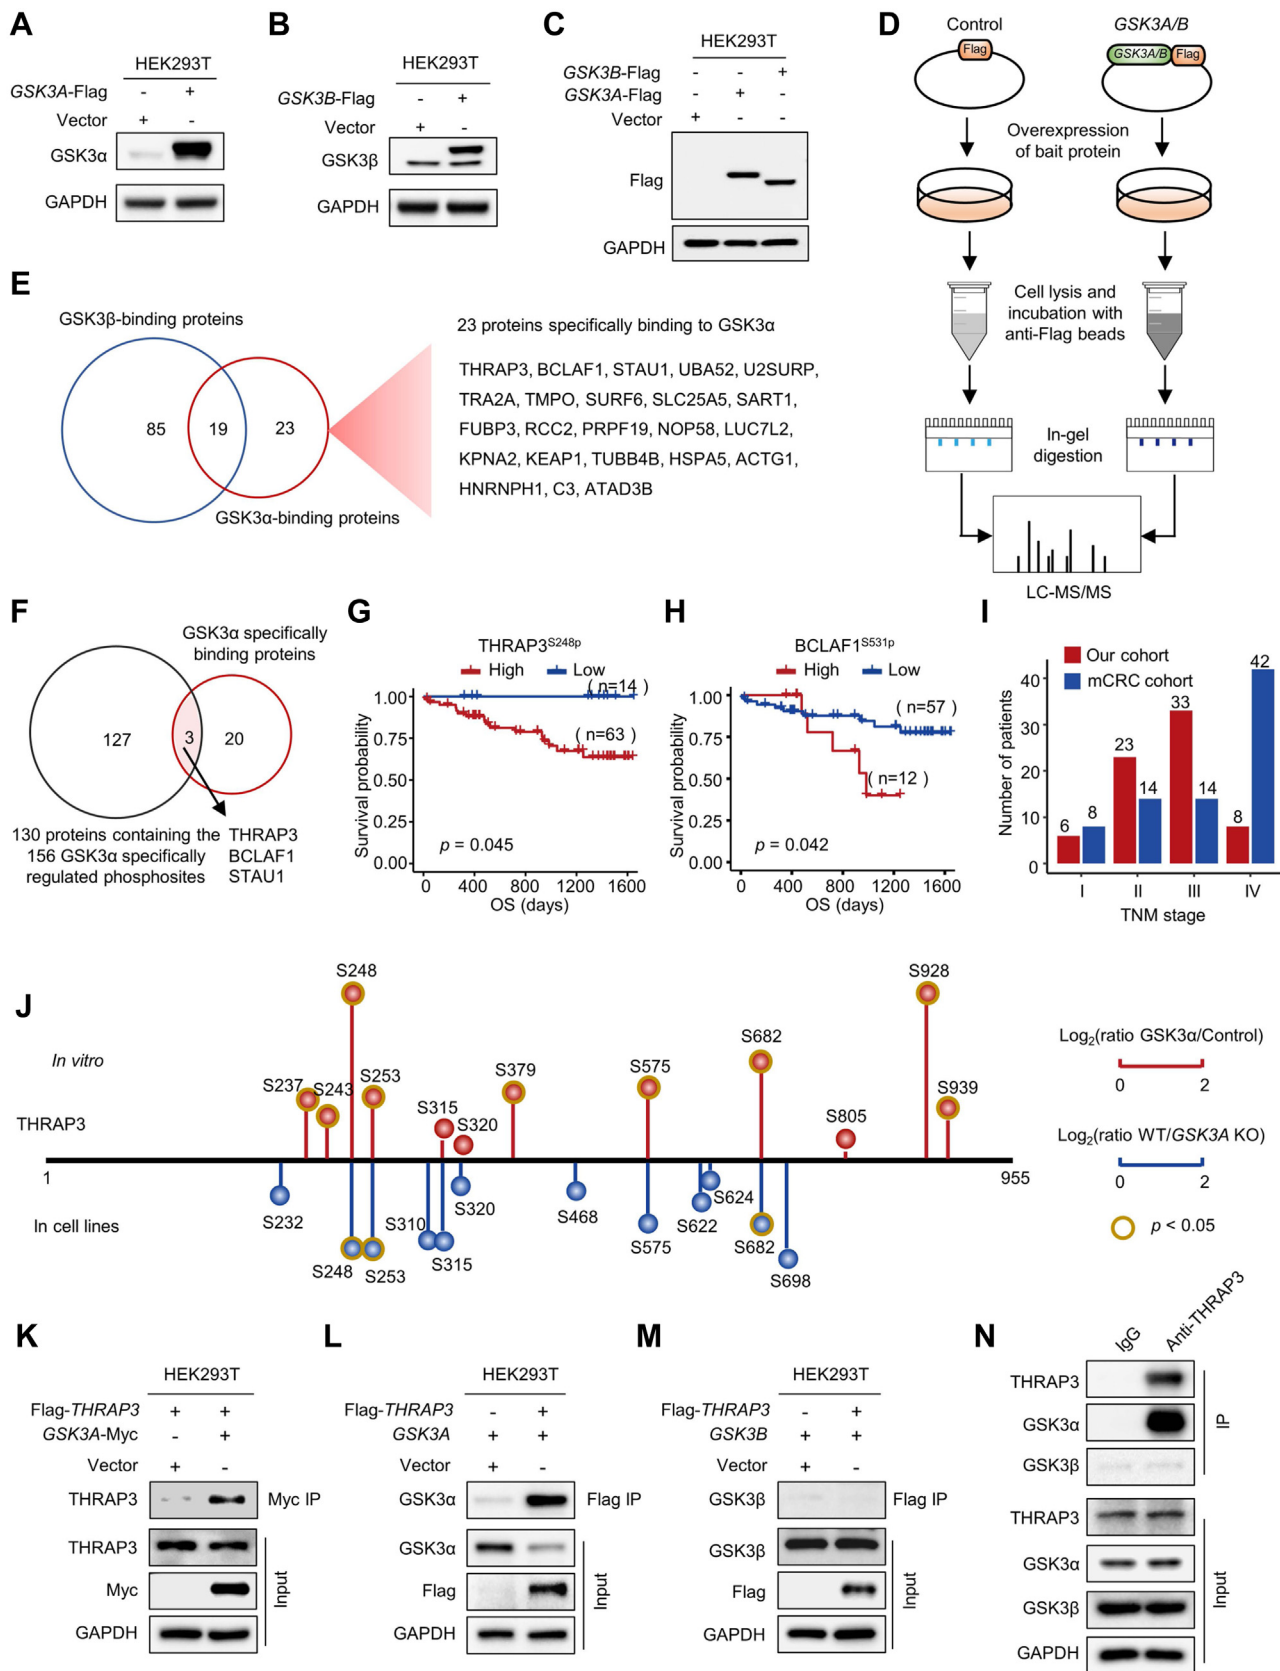 A
HEK293T
GSK3A-Flag - +
Vector + -
GSK3α
GAPDH
B
HEK293T
GSK3B-Flag - +
Vector + -
GSK3β
GAPDH
C
HEK293T
GSK3B-Flag - - +
GSK3A-Flag - + -
Vector + - -
Flag
GAPDH
D
Control GSK3A/B
Flag GSK3A/B Flag
Overexpression
of bait protein
Cell lysis and
incubation with
anti-Flag beads
In-gel
digestion
LC-MS/MS
E
GSK3β-binding proteins
85 19 23
GSK3α-binding proteins
23 proteins specifically binding to GSK3α
THRAP3, BCLAF1, STAU1, UBA52, U2SURP,
TRA2A, TMPO, SURF6, SLC25A5, SART1,
FUBP3, RCC2, PRPF19, NOP58, LUC7L2,
KPNA2, KEAP1, TUBB4B, HSPA5, ACTG1,
HNRNPH1, C3, ATAD3B
F
GSK3α specifically
binding proteins
127 3 20
130 proteins containing the
156 GSK3α specifically
regulated phosphosites
THRAP3
BCLAF1
STAU1
G
THRAP3S248p
High Low
( n=14 )
( n=63 )
p = 0.045
Survival probability
1.00
0.75
0.50
0.25
0.00
0 400 800 1200 1600
OS (days)
H
BCLAF1S531p
High Low
( n=57 )
( n=12 )
p = 0.042
Survival probability
1.00
0.75
0.50
0.25
0.00
0 400 800 1200 1600
OS (days)
I
Our cohort
mCRC cohort
Number of patients
40
30
20
10
0
6 8 23 14 33 14 8 42
I II III IV
TNM stage
J
In vitro
THRAP3
In cell lines
1 955
S237 S243 S248 S253 S315 S320 S379 S575 S682 S805 S928 S939
S232 S248 S253 S310 S315 S320 S468 S575 S622 S624 S682 S698
Log2(ratio GSK3α/Control)
0 2
Log2(ratio WT/GSK3A KO)
0 2
p < 0.05
K
HEK293T
Flag-THRAP3 + +
GSK3A-Myc - +
Vector + -
THRAP3 Myc IP
THRAP3
Myc
GAPDH
Input
L
HEK293T
Flag-THRAP3 - +
GSK3A + +
Vector + -
GSK3α Flag IP
GSK3α
Flag
GAPDH
Input
M
HEK293T
Flag-THRAP3 - +
GSK3B + +
Vector + -
GSK3β Flag IP
GSK3β
Flag
GAPDH
Input
N
IgG Anti-THRAP3
THRAP3
GSK3α
GSK3β
IP
THRAP3
GSK3α
GSK3β
GAPDH
Input